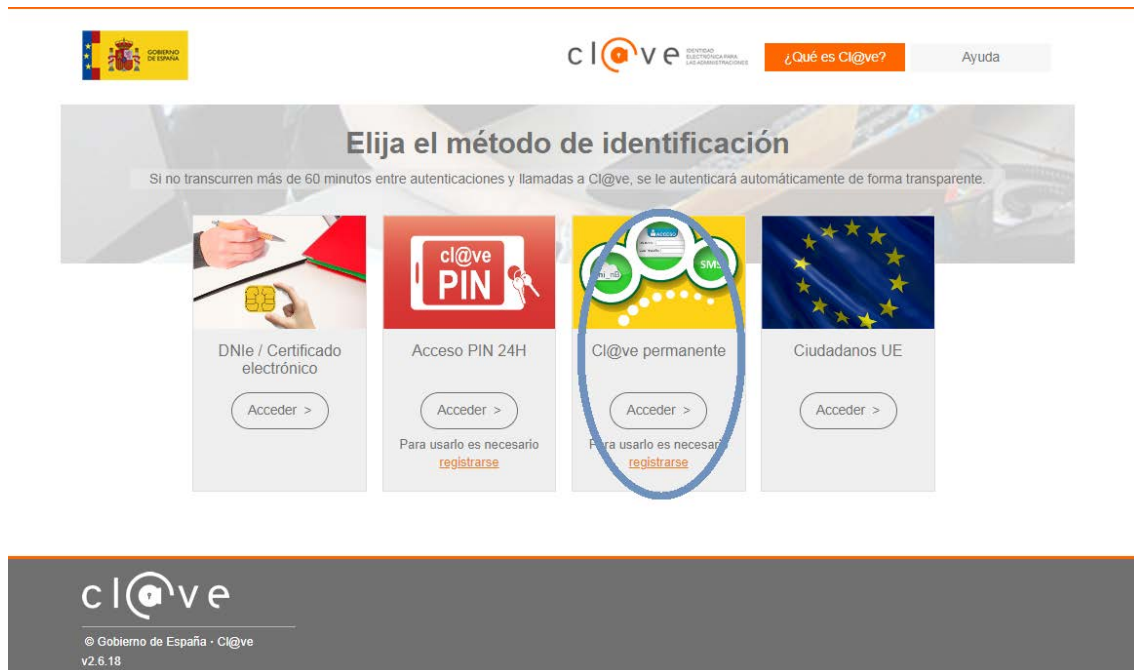 GOBIERNO
DE ESPAÑA
cl@ve
IDENTIDAD
ELECTRÓNICA PARA
LAS ADMINISTRACIONES
¿Qué es Cl@ve?
Ayuda
Elija el método de identificación
Si no transcurren más de 60 minutos entre autenticaciones y llamadas a Cl@ve, se le autenticará automáticamente de forma transparente.
cl@ve
PIN
ACCESO
SMS
DNIe / Certificado
electrónico
Acceder >
Acceso PIN 24H
Acceder >
Para usarlo es necesario
registrarse
Cl@ve permanente
Acceder >
Para usarlo es necesario
registrarse
Ciudadanos UE
Acceder >
cl@ve
© Gobierno de España - Cl@ve
v2.6.18